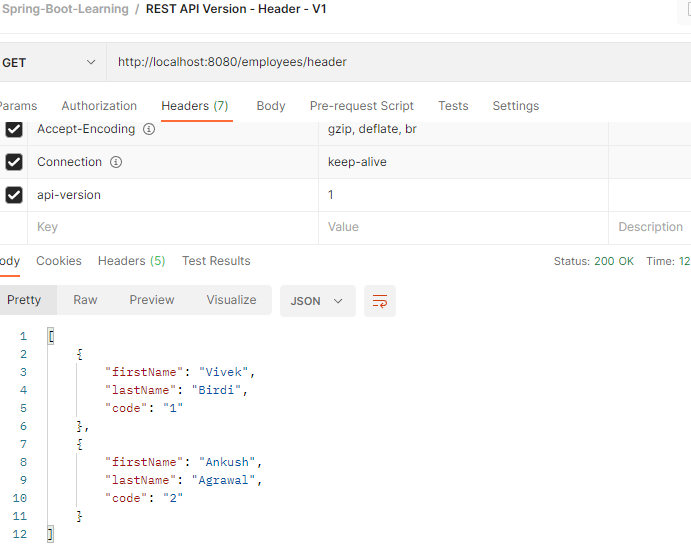 Spring-Boot-Learning / REST API Version - Header - V1
GET http://localhost:8080/employees/header
Params Authorization Headers (7) Body Pre-request Script Tests Settings
Accept-Encoding gzip, deflate, br
Connection keep-alive
api-version 1
Key Value Description
ody Cookies Headers (5) Test Results Status: 200 OK Time: 12
Pretty Raw Preview Visualize JSON
1 [
2 {
3 "firstName": "Vivek",
4 "lastName": "Birdi",
5 "code": "1"
6 },
7 {
8 "firstName": "Ankush",
9 "lastName": "Agrawal",
10 "code": "2"
11 }
12 ]